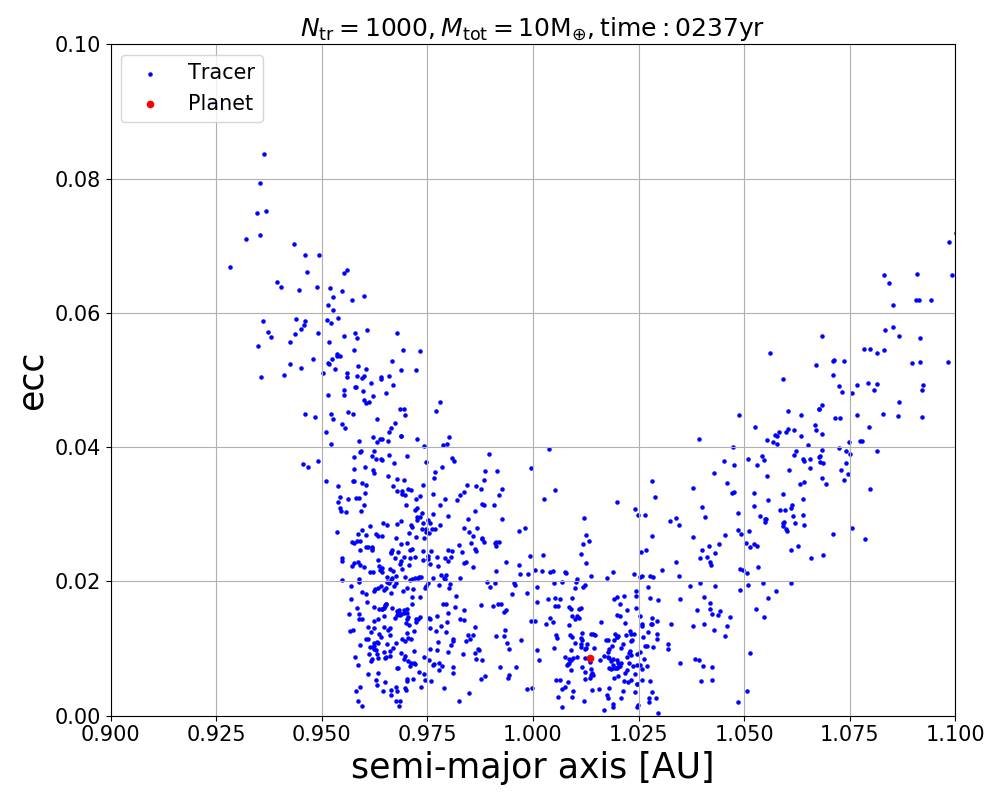 N_tr = 1000, M_tot = 10M_⊕, time : 0237yr
Tracer
Planet
0.10
0.08
0.06
0.04
0.02
0.00
ecc
0.900 0.925 0.950 0.975 1.000 1.025 1.050 1.075 1.100
semi-major axis [AU]